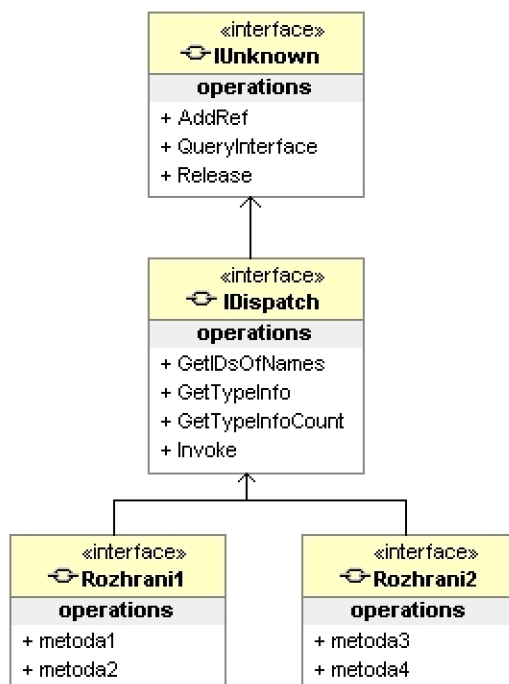 «interface»
IUnknown
operations
+ AddRef
+ QueryInterface
+ Release
«interface»
IDispatch
operations
+ GetIDsOfNames
+ GetTypeInfo
+ GetTypeInfoCount
+ Invoke
«interface»
Rozhrani1
operations
+ metoda1
+ metoda2
«interface»
Rozhrani2
operations
+ metoda3
+ metoda4